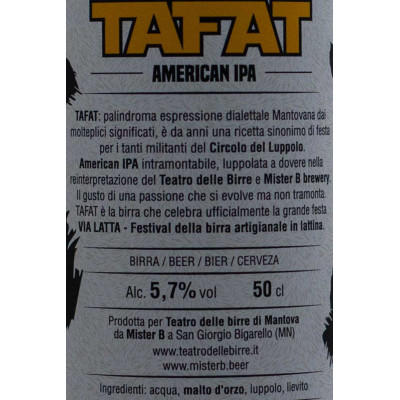 TAFAT
AMERICAN IPA
TAFAT: palindroma espressione dialettale Mantovana dai
molteplici significati, è da anni una ricetta sinonimo di festa
per i tanti militanti del Circolo del Luppolo.
American IPA intramontabile, luppolata a dovere nella
reinterpretazione del Teatro delle Birre e Mister B brewery.
Il gusto di una passione che si evolve ma non tramonta.
TAFAT è la birra che celebra ufficialmente la grande festa
VIA LATTA - Festival della birra artigianale in lattina.
BIRRA / BEER / BIER / CERVEZA
Alc. 5,7% vol 50 cl
Prodotta per Teatro delle birre di Mantova
da Mister B a San Giorgio Bigarello (MN)
www.teatrodellebirre.it
www.misterb.beer
Ingredienti: acqua, malto d'orzo, luppolo, lievito